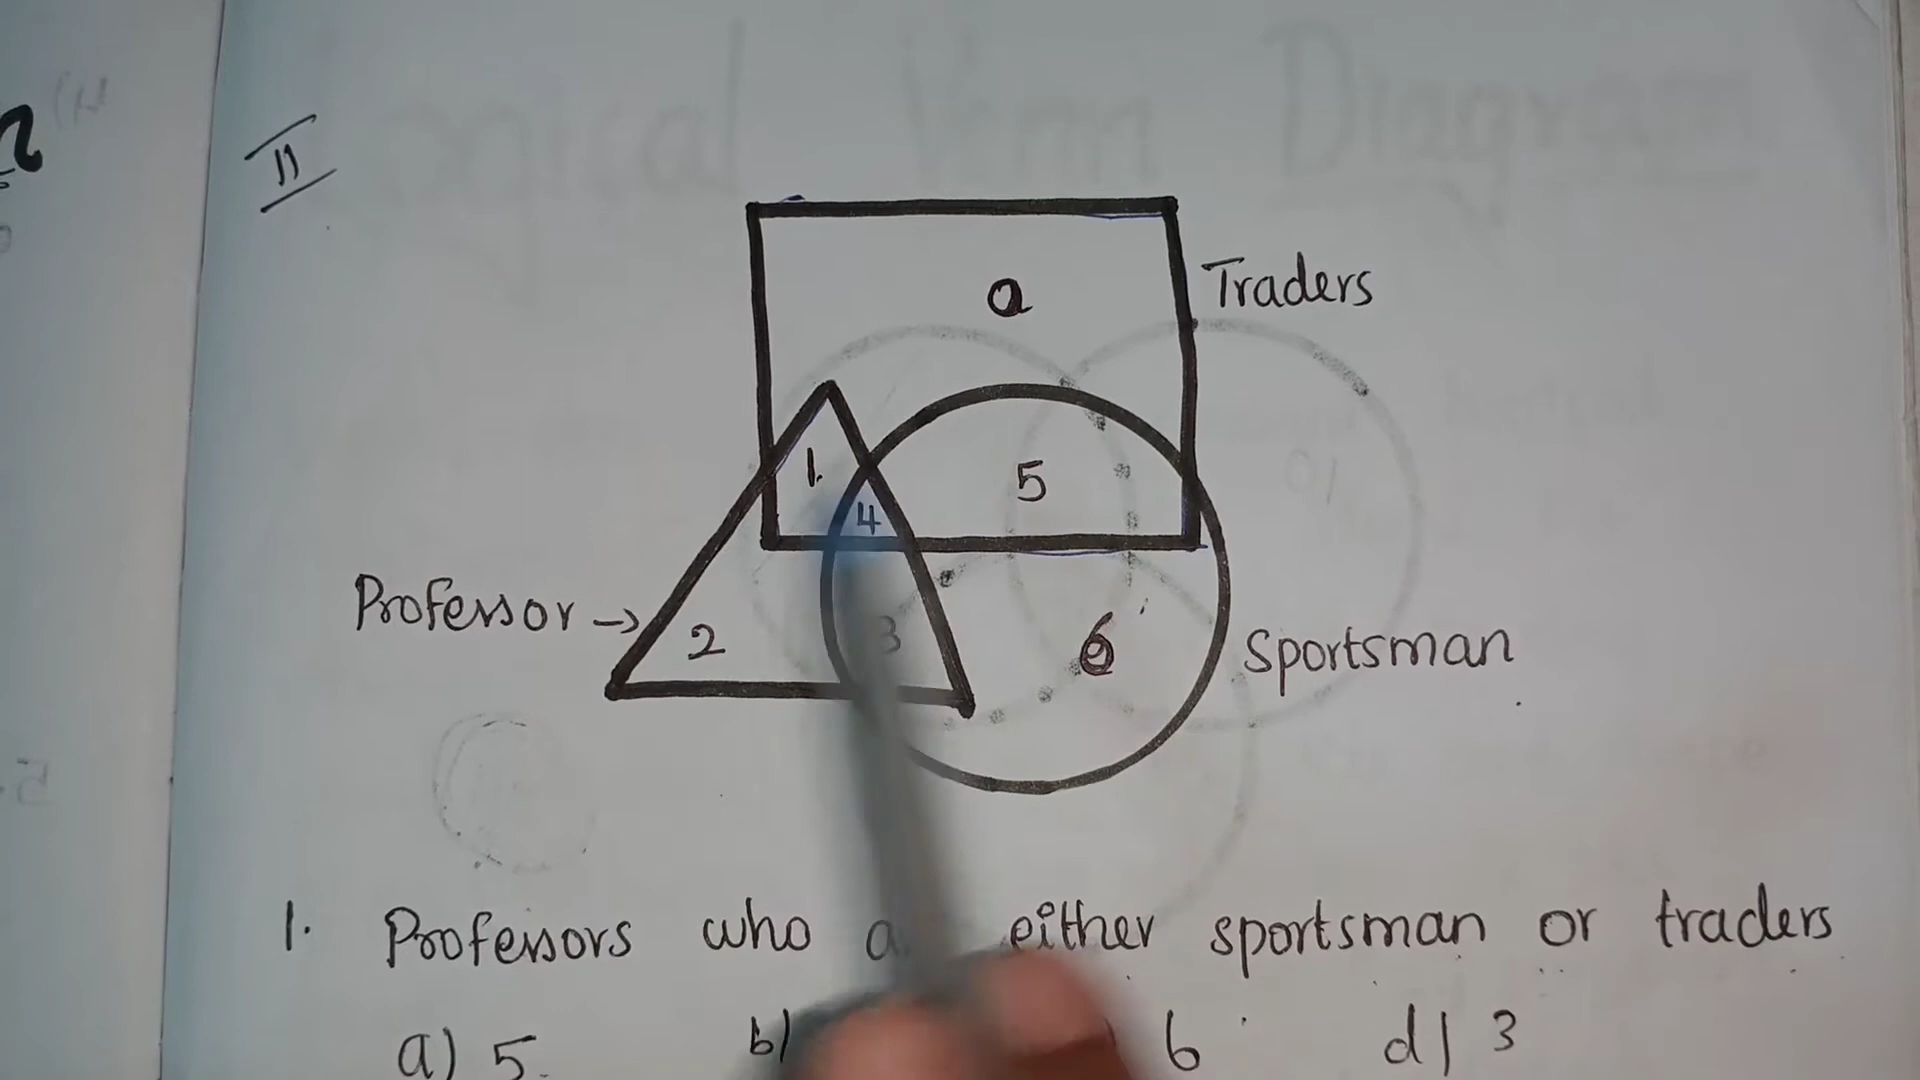 II
a
Traders
1.
5
4
Professor →
2
3
6
Sportsman
1. Professors who either sportsman or traders
a) 5. b) 6 d) 3